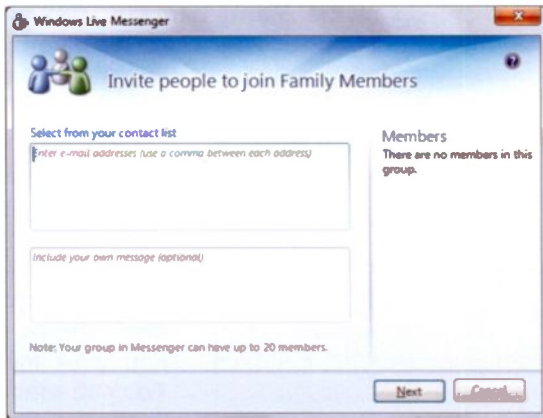 Windows Live Messenger
Invite people to join Family Members
Select from your contact list
Enter e-mail addresses (use a comma between each address)
Include your own message (optional)
Note: Your group in Messenger can have up to 20 members.
Members
There are no members in this
group.
Next
Cancel